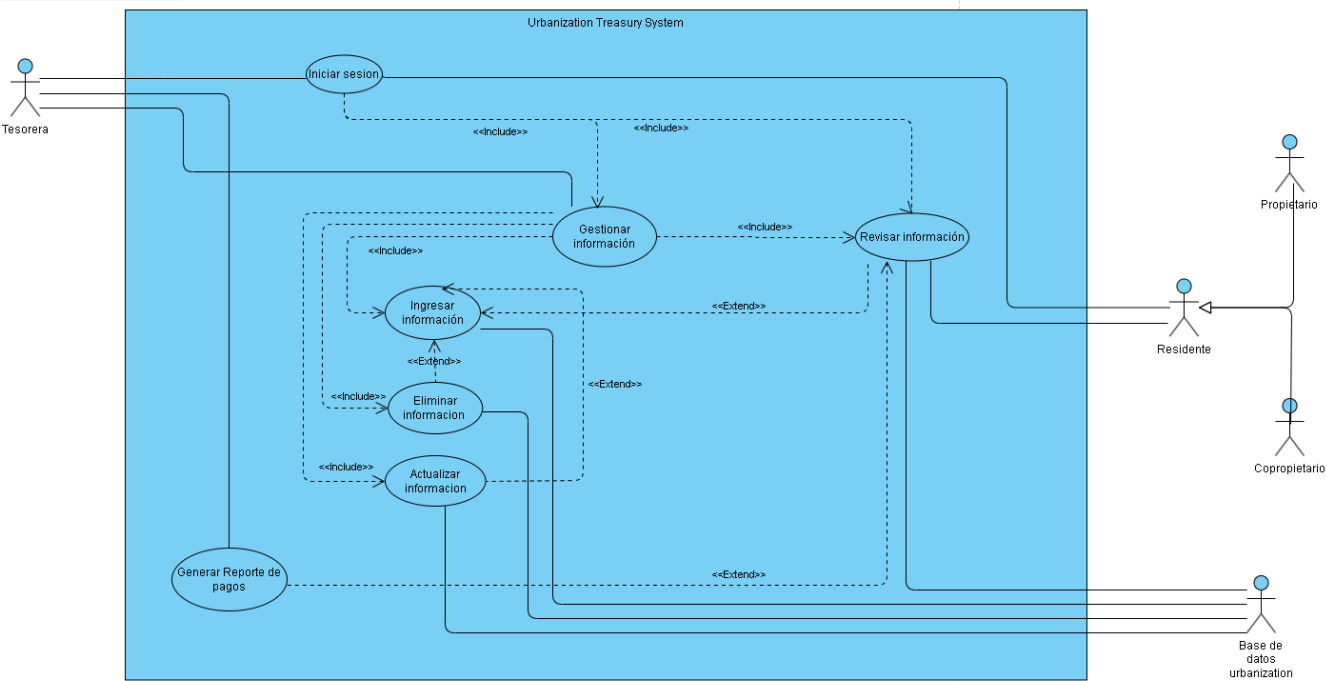 Urbanization Treasury System
Iniciar sesion
Tesorera
<<Include>>
<<Include>>
Propietario
Gestionar
información
<<Include>>
Revisar información
<<Include>>
Ingresar
información
<<Extend>>
Residente
<<Extend>>
<<Extend>>
<<Include>>
Eliminar
informacion
<<Include>>
Actualizar
informacion
Copropietario
Generar Reporte de
pagos
<<Extend>>
Base de
datos
urbanization